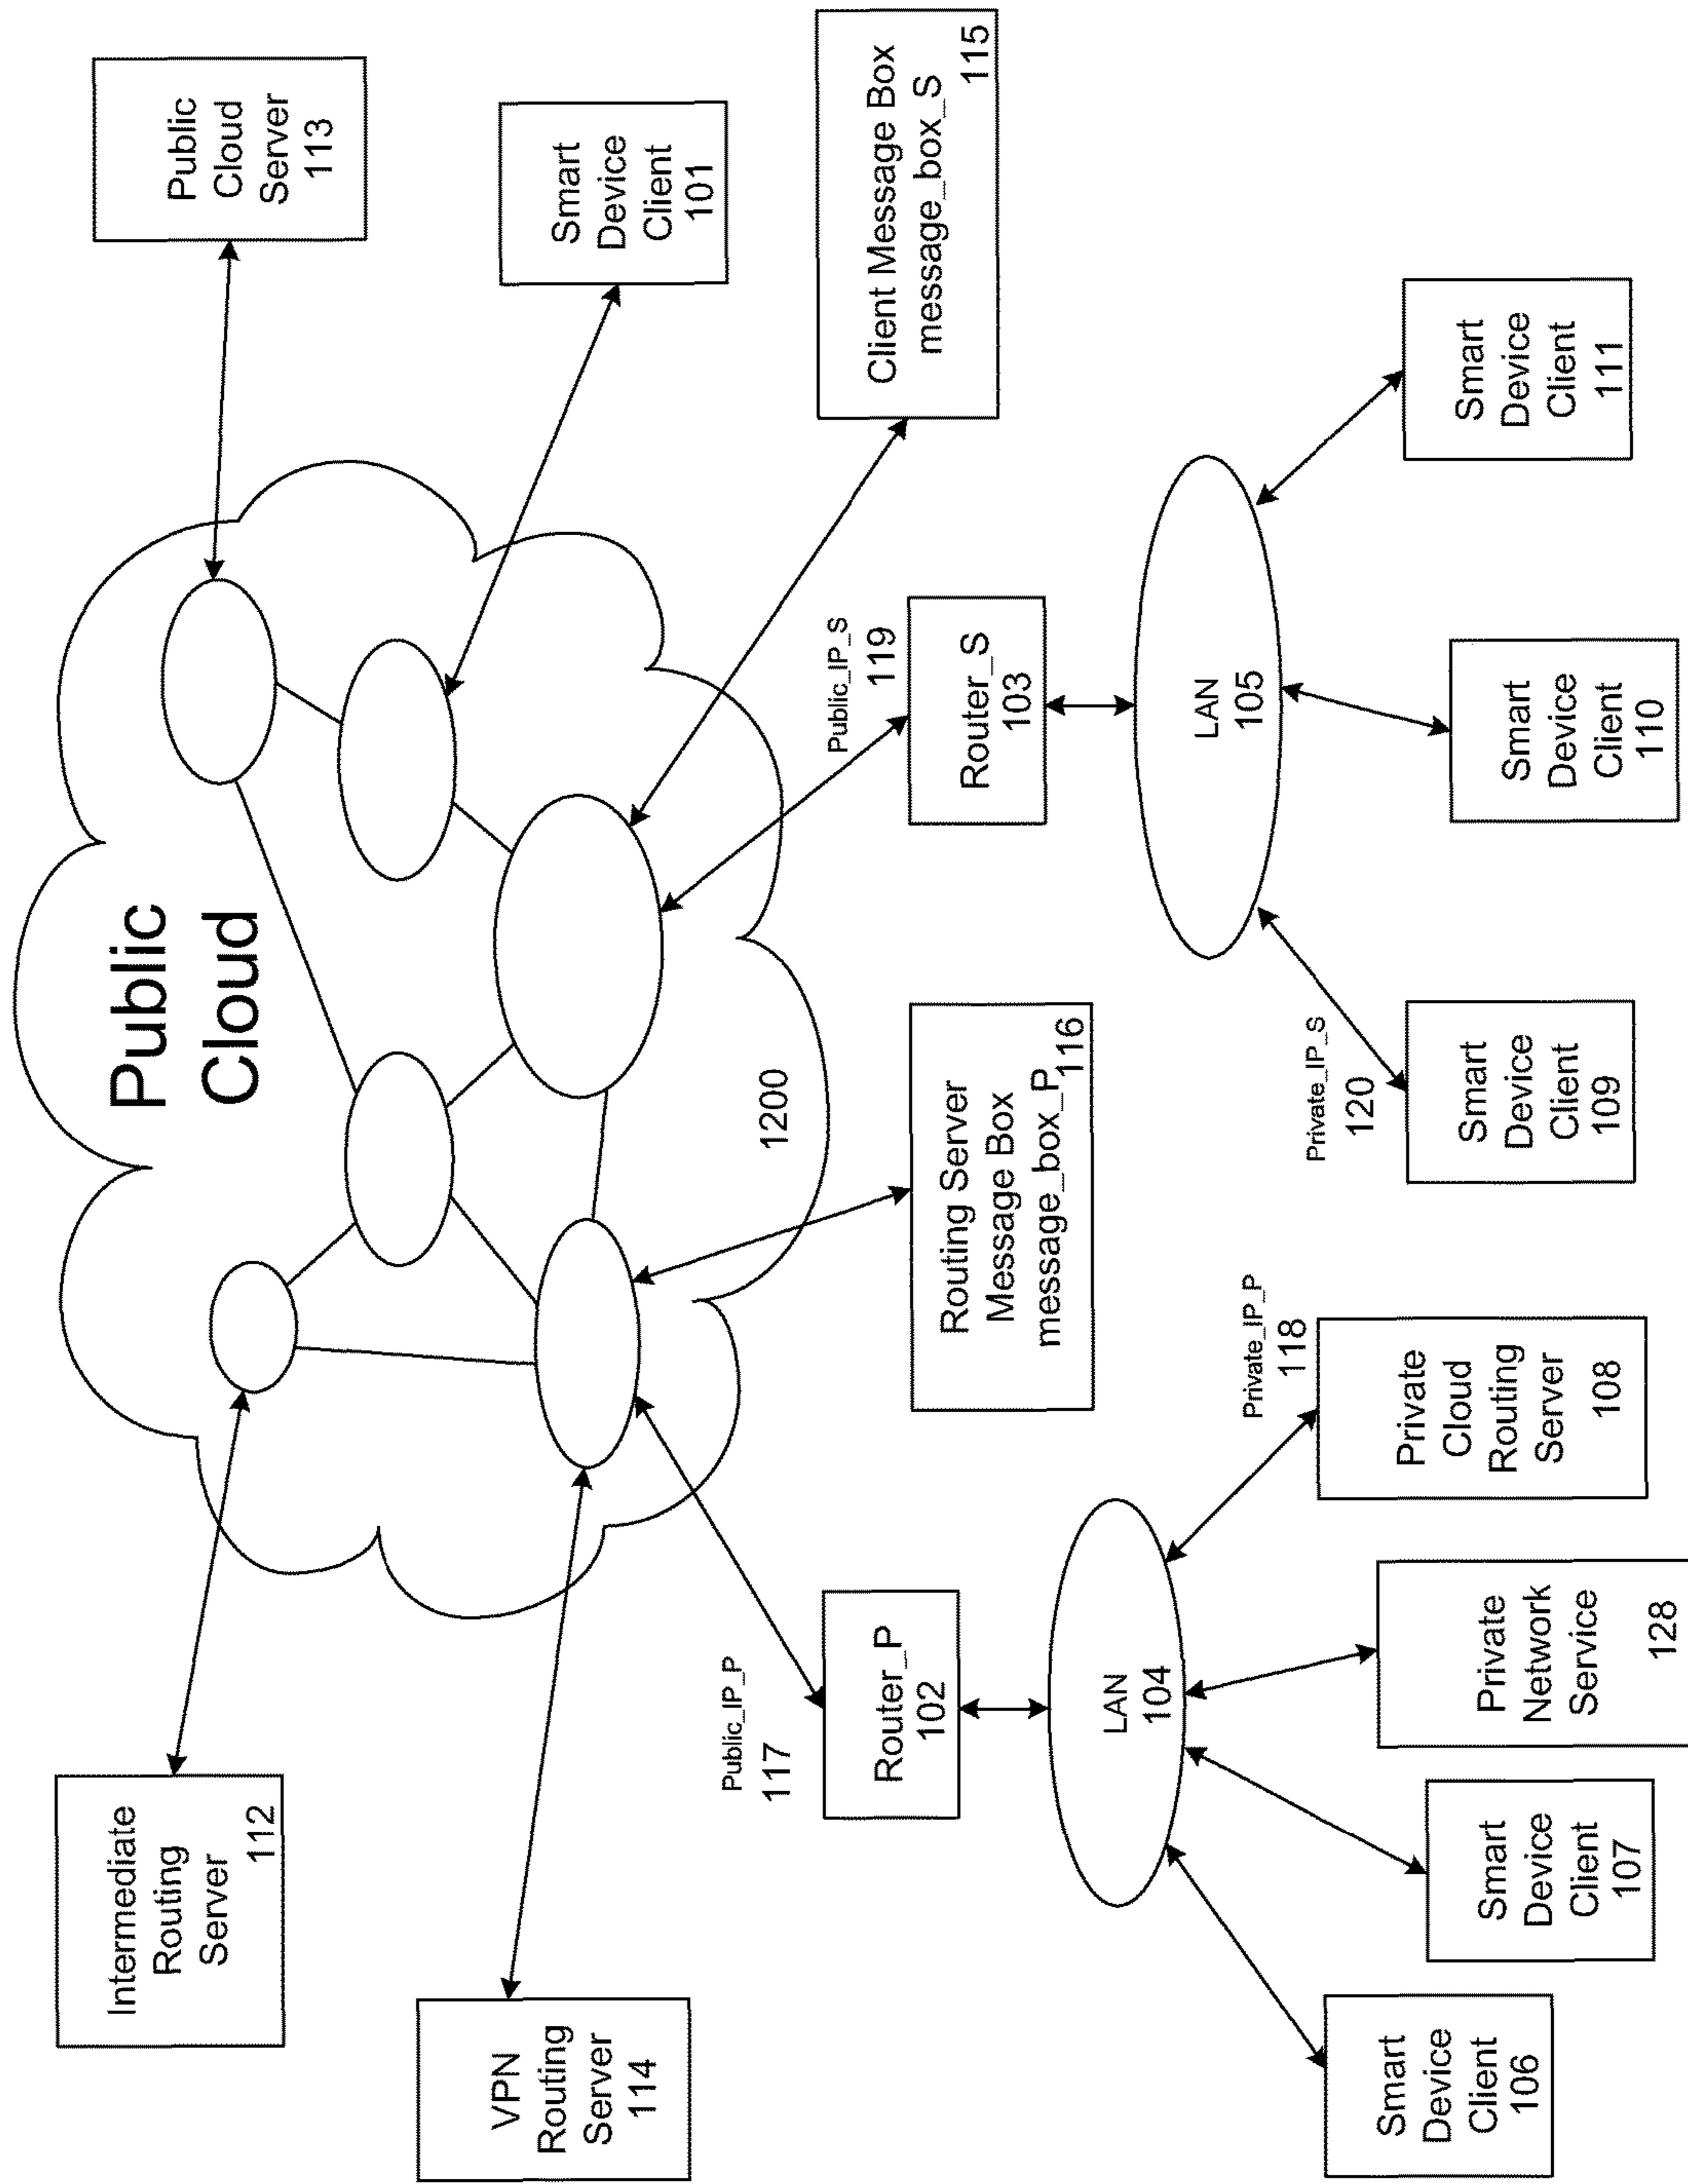 Intermediate
Routing
Server
112
VPN
Routing
Server
114
Public
Cloud
1200
Public
Cloud
Server
113
Smart
Device
Client
101
Client Message Box
message_box_S
115
Public_IP_P
117
Router_P
102
Routing Server
Message Box
message_box_P
116
Public_IP_S
119
Router_S
103
LAN
104
LAN
105
Smart
Device
Client
106
Smart
Device
Client
107
Private
Network
Service
128
Private_IP_P
118
Private
Cloud
Routing
Server
108
Private_IP_S
120
Smart
Device
Client
109
Smart
Device
Client
110
Smart
Device
Client
111